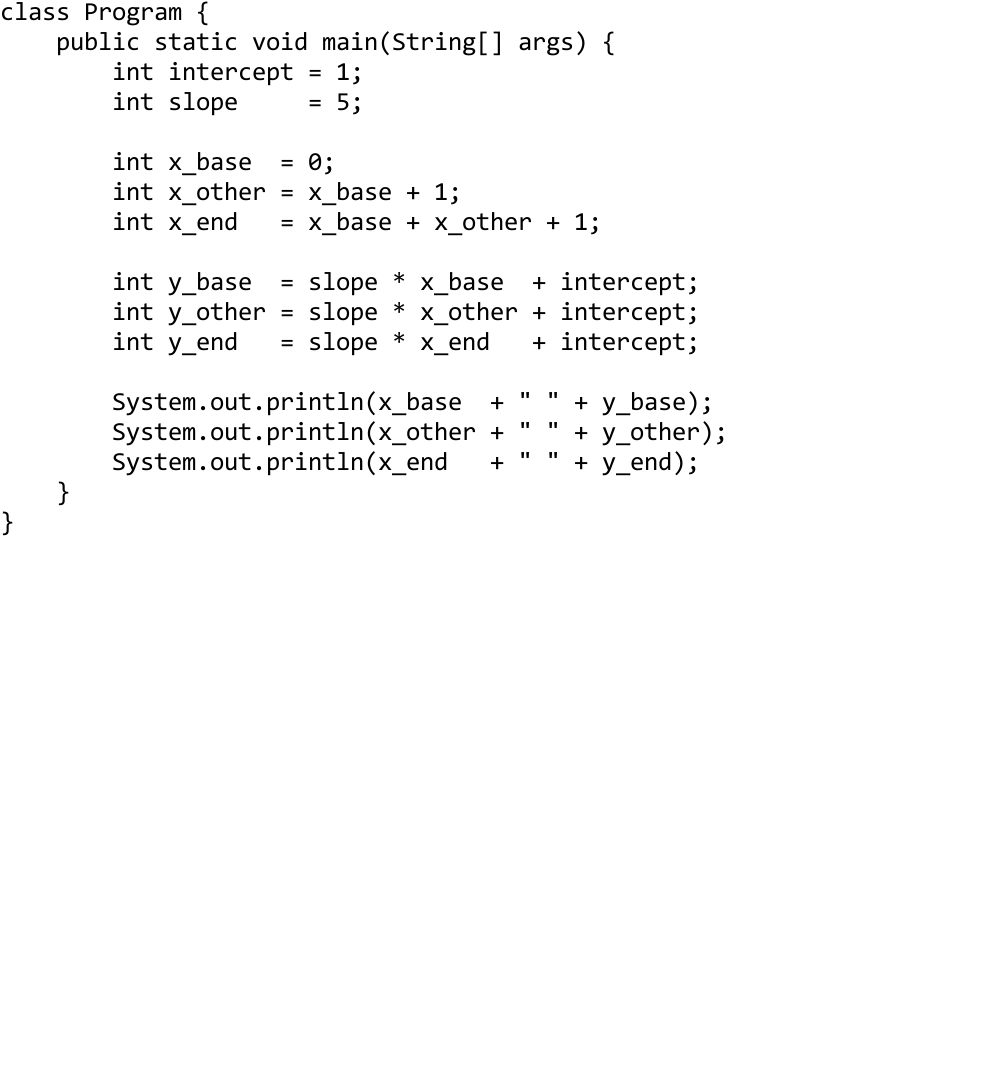 class Program {
    public static void main(String[] args) {
        int intercept = 1;
        int slope     = 5;

        int x_base  = 0;
        int x_other = x_base + 1;
        int x_end   = x_base + x_other + 1;

        int y_base  = slope * x_base  + intercept;
        int y_other = slope * x_other + intercept;
        int y_end   = slope * x_end   + intercept;

        System.out.println(x_base  + " " + y_base);
        System.out.println(x_other + " " + y_other);
        System.out.println(x_end   + " " + y_end);
    }
}